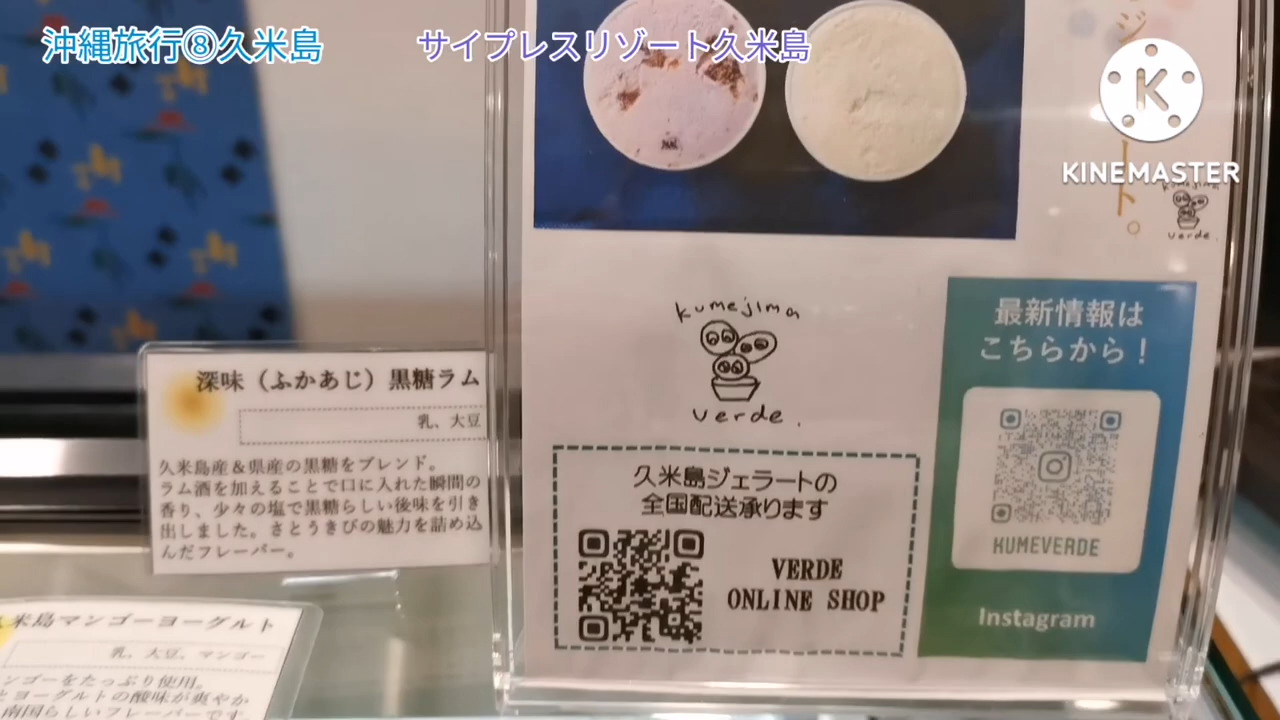 沖縄旅行⑧久米島
サイプレスリゾート久米島
K
KINEMASTER
ート。
kumejima
verde.
kumejima
verde.
最新情報は
こちらから！
KUMEVERDE
Instagram
久米島ジェラートの
全国配送承ります
VERDE
ONLINE SHOP
深味（ふかあじ）黒糖ラム
乳、大豆
久米島産＆県産の黒糖をブレンド。
ラム酒を加えることで口に入れた瞬間の
香り、少々の塩で黒糖らしい後味を引き
出しました。さとうきびの魅力を詰め込
んだフレーバー。
米島マンゴーヨーグルト
乳、大豆、マンゴー
ンゴーをたっぷり使用。
とヨーグルトの酸味が爽やか
南国らしいフレーバーです